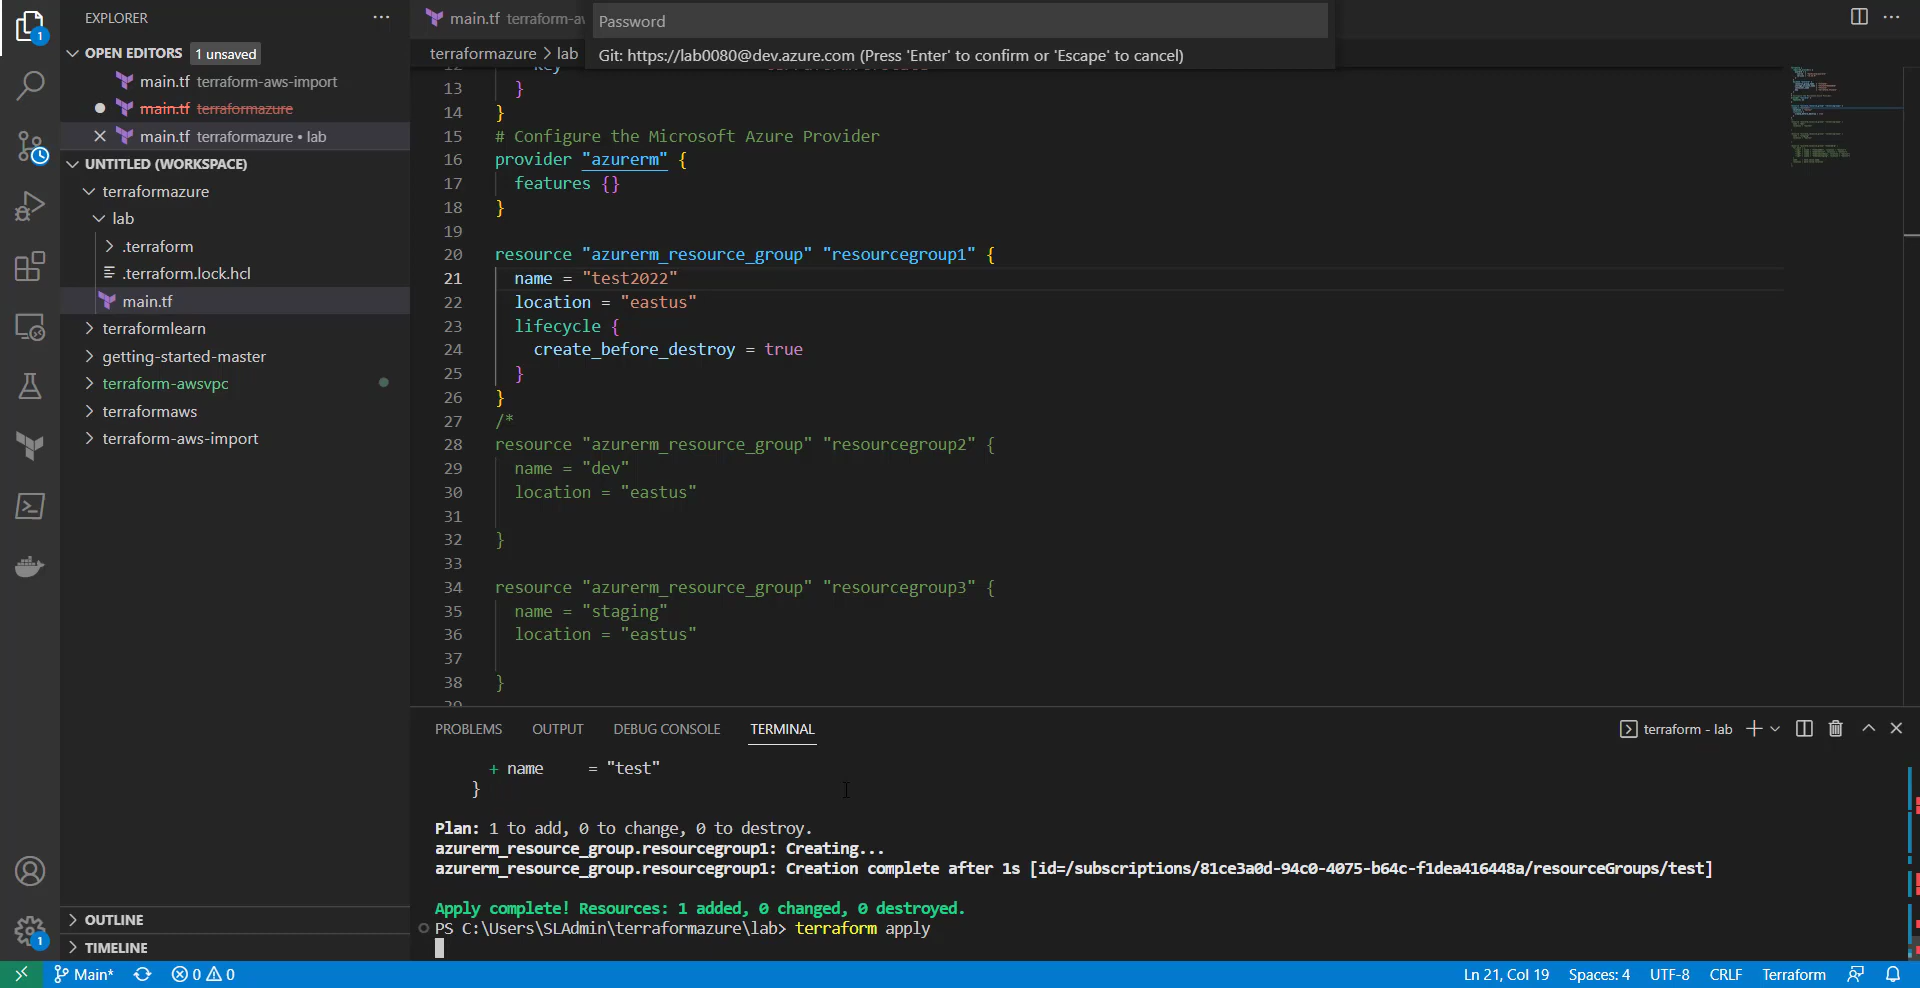 EXPLORER
OPEN EDITORS 1 unsaved
main.tf terraform-aws-import
main.tf terraformazure
main.tf terraformazure • lab
UNTITLED (WORKSPACE)
terraformazure
lab
.terraform
.terraform.lock.hcl
main.tf
terraformlearn
getting-started-master
terraform-awsvpc
terraformaws
terraform-aws-import
OUTLINE
TIMELINE
1
1
main.tf terraform-aw
Password
Git: https://lab0080@dev.azure.com (Press 'Enter' to confirm or 'Escape' to cancel)
terraformazure > lab
13 }
14 }
15 # Configure the Microsoft Azure Provider
16 provider "azurerm" {
17 features {}
18 }
19
20 resource "azurerm_resource_group" "resourcegroup1" {
21 name = "test2022"
22 location = "eastus"
23 lifecycle {
24 create_before_destroy = true
25 }
26 }
27 /*
28 resource "azurerm_resource_group" "resourcegroup2" {
29 name = "dev"
30 location = "eastus"
31
32 }
33
34 resource "azurerm_resource_group" "resourcegroup3" {
35 name = "staging"
36 location = "eastus"
37
38 }
PROBLEMS OUTPUT DEBUG CONSOLE TERMINAL
terraform - lab
+ name = "test"
}
Plan: 1 to add, 0 to change, 0 to destroy.
azurerm_resource_group.resourcegroup1: Creating...
azurerm_resource_group.resourcegroup1: Creation complete after 1s [id=/subscriptions/81ce3a0d-94c0-4075-b64c-f1dea416448a/resourceGroups/test]
Apply complete! Resources: 1 added, 0 changed, 0 destroyed.
PS C:\Users\SLAdmin\terraformazure\lab> terraform apply
Main* 0 0
Ln 21, Col 19 Spaces: 4 UTF-8 CRLF Terraform